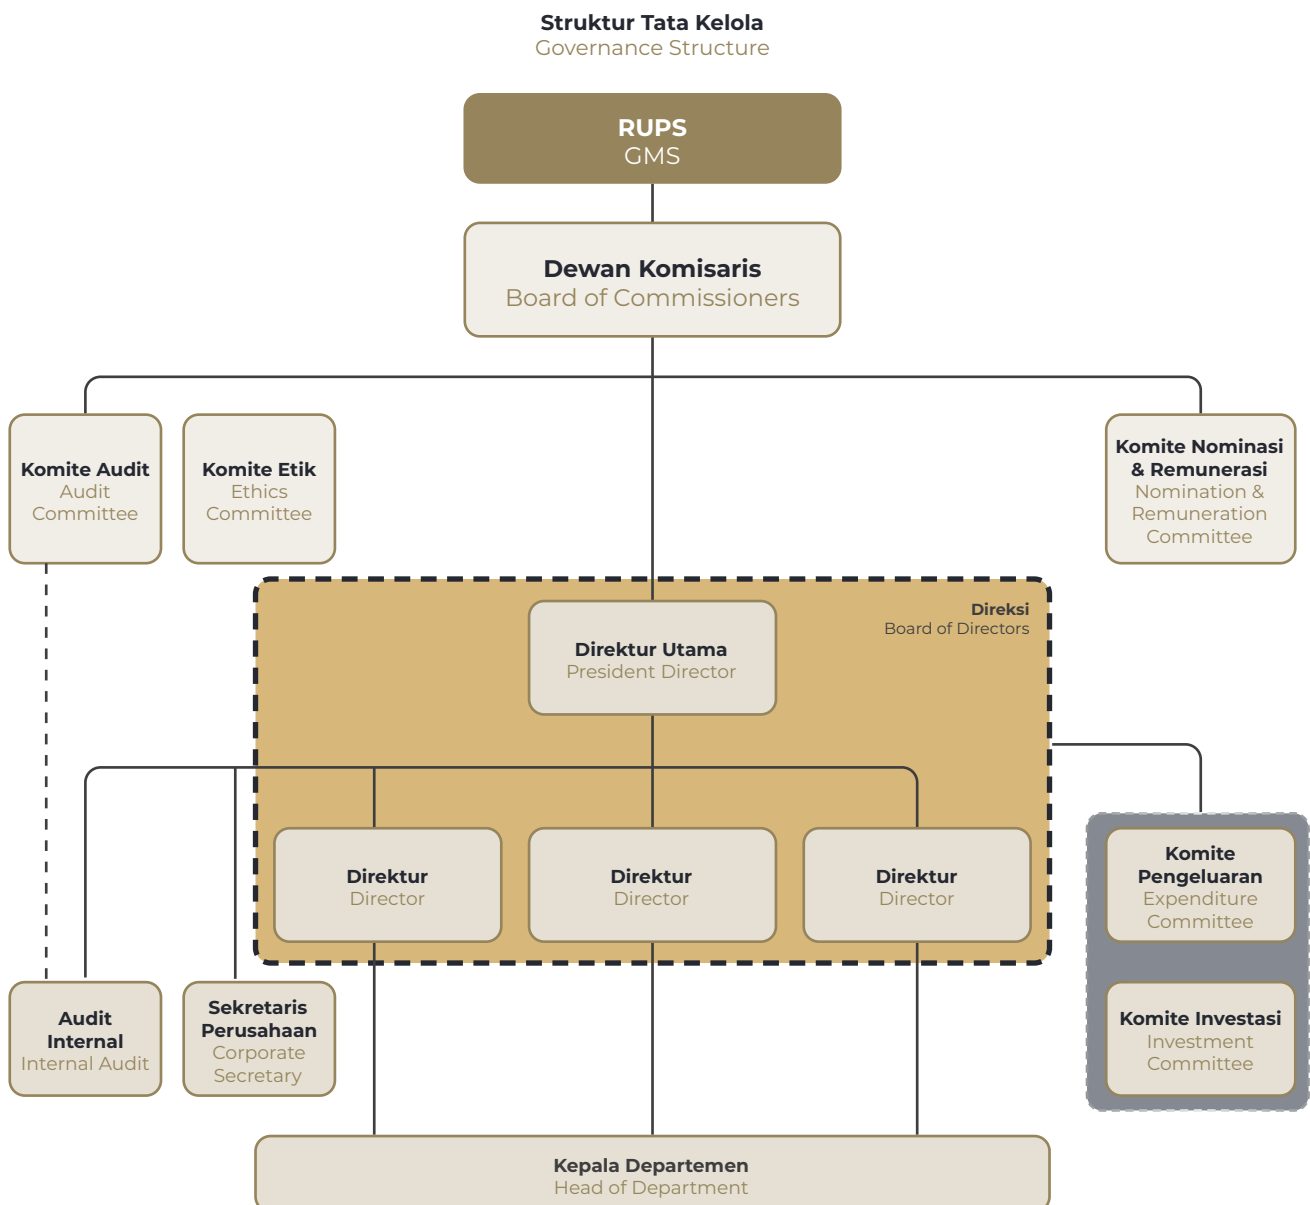 Struktur Tata Kelola
Governance Structure
RUPS
GMS
Dewan Komisaris
Board of Commissioners
Komite Audit
Audit
Committee
Komite Etik
Ethics
Committee
Komite Nominasi
& Remunerasi
Nomination &
Remuneration
Committee
Direksi
Board of Directors
Direktur Utama
President Director
Direktur
Director
Direktur
Director
Direktur
Director
Komite
Pengeluaran
Expenditure
Committee
Audit
Internal
Internal Audit
Sekretaris
Perusahaan
Corporate
Secretary
Komite Investasi
Investment
Committee
Kepala Departemen
Head of Department